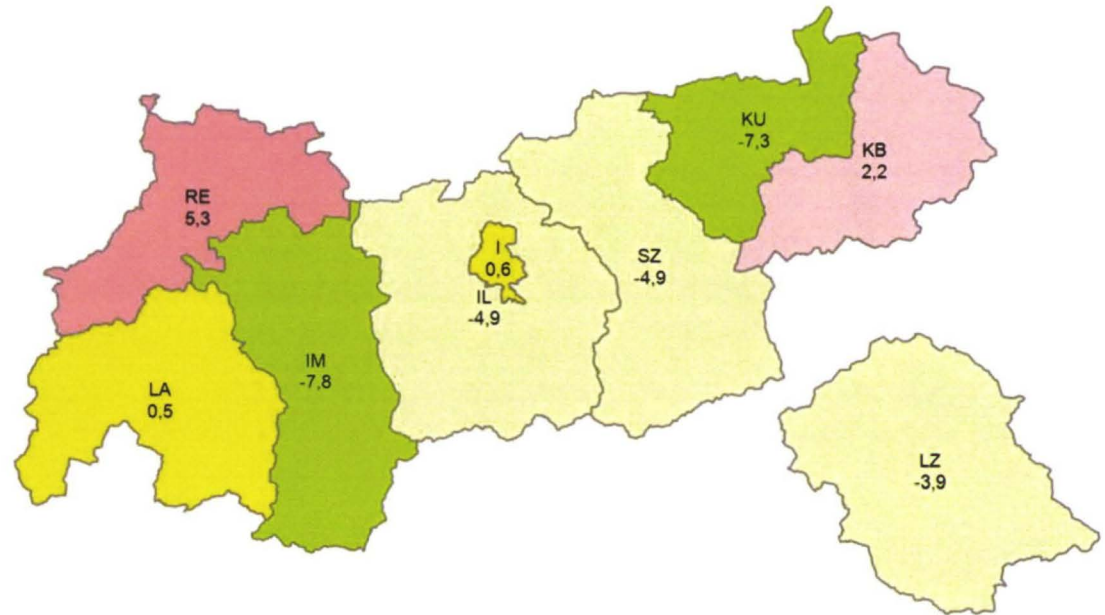 KU
-7,3
KB
2,2
RE
5,3
I
0,6
SZ
-4,9
IL
-4,9
IM
-7,8
LA
0,5
LZ
-3,9